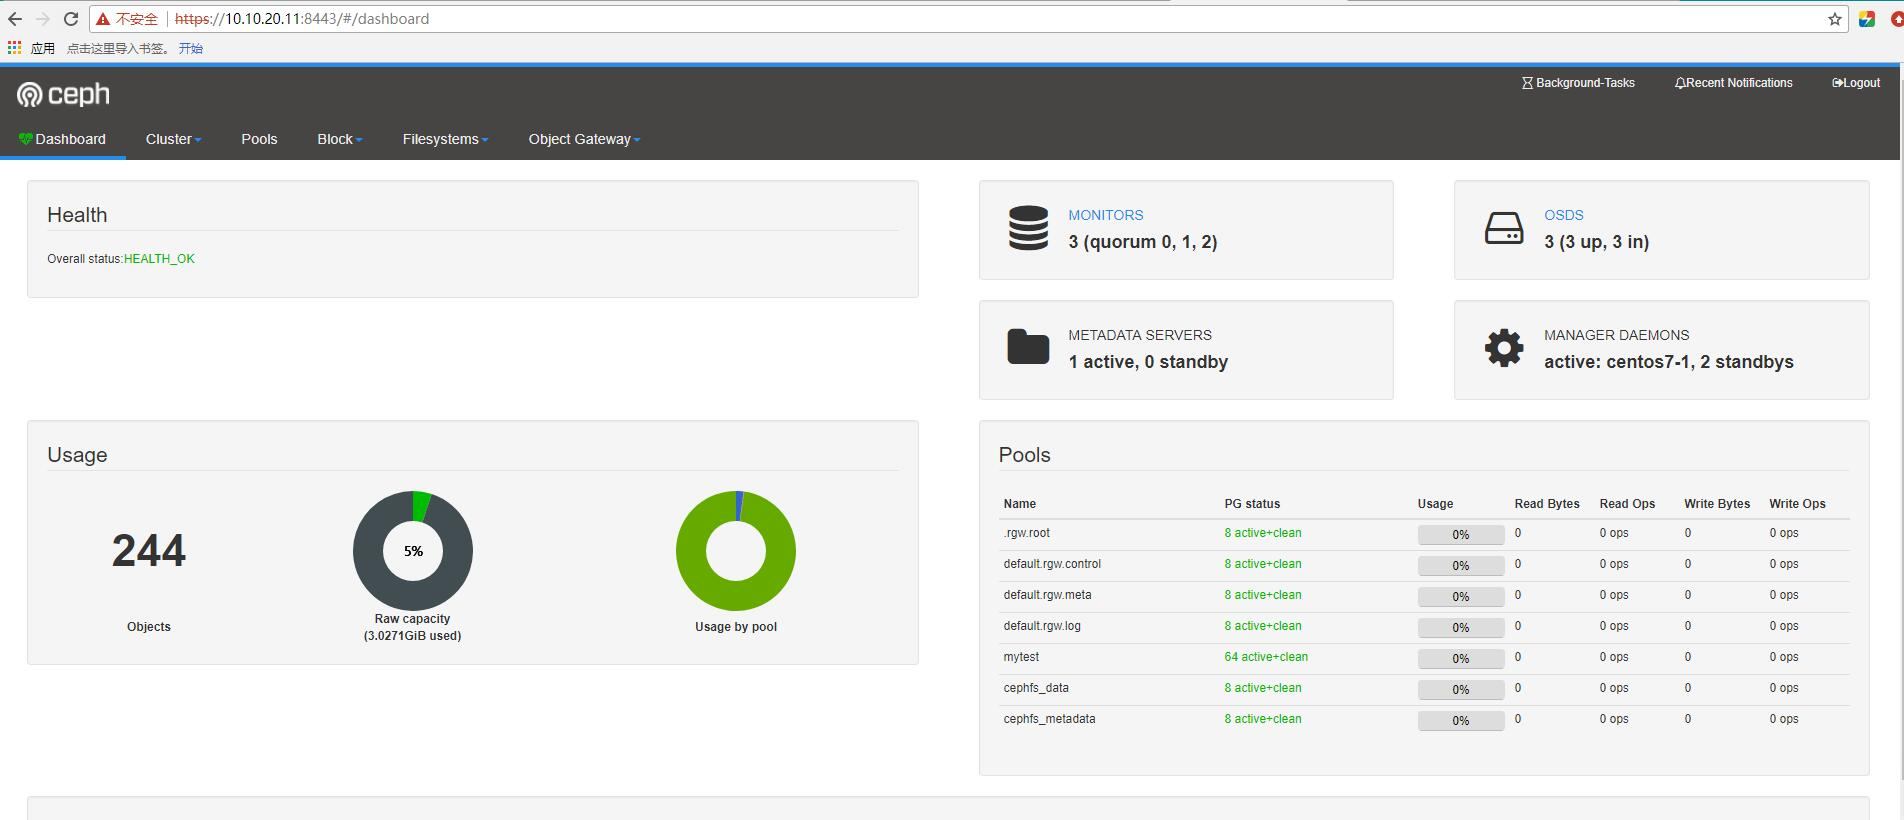 不安全 https://10.10.20.11:8443/#/dashboard
应用 点击这里导入书签。 开始
ceph
Background-Tasks Recent Notifications Logout
Dashboard Cluster Pools Block Filesystems Object Gateway
Health
Overall status:HEALTH_OK
MONITORS
3 (quorum 0, 1, 2)
OSDS
3 (3 up, 3 in)
METADATA SERVERS
1 active, 0 standby
MANAGER DAEMONS
active: centos7-1, 2 standbys
Usage
244
Objects
5%
Raw capacity
(3.0271GiB used)
Usage by pool
Pools
Name PG status Usage Read Bytes Read Ops Write Bytes Write Ops
.rgw.root 8 active+clean 0% 0 0 ops 0 0 ops
default.rgw.control 8 active+clean 0% 0 0 ops 0 0 ops
default.rgw.meta 8 active+clean 0% 0 0 ops 0 0 ops
default.rgw.log 8 active+clean 0% 0 0 ops 0 0 ops
mytest 64 active+clean 0% 0 0 ops 0 0 ops
cephfs_data 8 active+clean 0% 0 0 ops 0 0 ops
cephfs_metadata 8 active+clean 0% 0 0 ops 0 0 ops